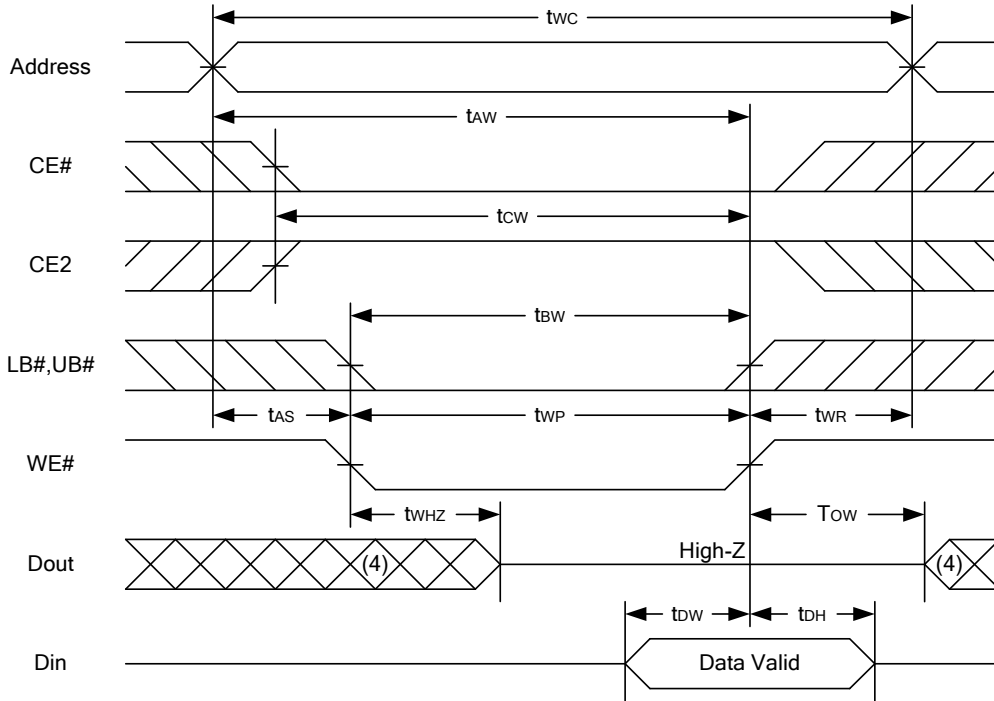 tWC
Address
tAW
CE#
tCW
CE2
tBW
LB#,UB#
tAS tWP tWR
WE#
tWHZ TOW
Dout (4) High-Z (4)
tDW tDH
Din Data Valid